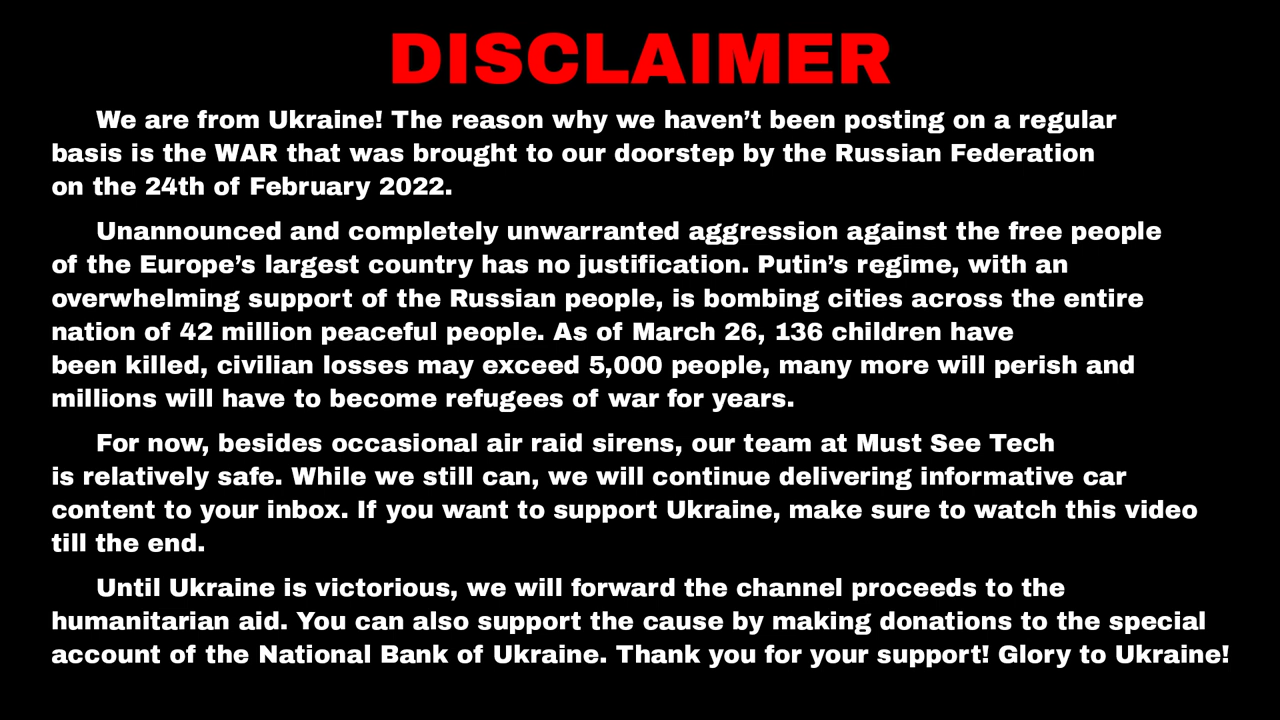 DISCLAIMER
We are from Ukraine! The reason why we haven’t been posting on a regular
basis is the WAR that was brought to our doorstep by the Russian Federation
on the 24th of February 2022.
Unannounced and completely unwarranted aggression against the free people
of the Europe’s largest country has no justification. Putin’s regime, with an
overwhelming support of the Russian people, is bombing cities across the entire
nation of 42 million peaceful people. As of March 26, 136 children have
been killed, civilian losses may exceed 5,000 people, many more will perish and
millions will have to become refugees of war for years.
For now, besides occasional air raid sirens, our team at Must See Tech
is relatively safe. While we still can, we will continue delivering informative car
content to your inbox. If you want to support Ukraine, make sure to watch this video
till the end.
Until Ukraine is victorious, we will forward the channel proceeds to the
humanitarian aid. You can also support the cause by making donations to the special
account of the National Bank of Ukraine. Thank you for your support! Glory to Ukraine!